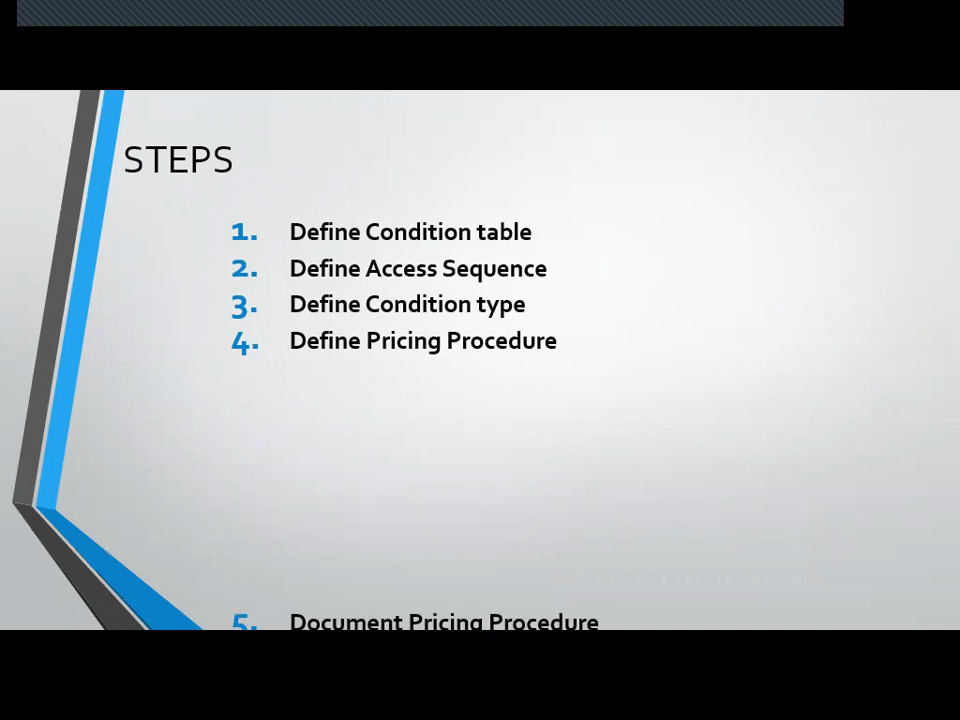 STEPS
1. Define Condition table
2. Define Access Sequence
3. Define Condition type
4. Define Pricing Procedure
5. Document Pricing Procedure